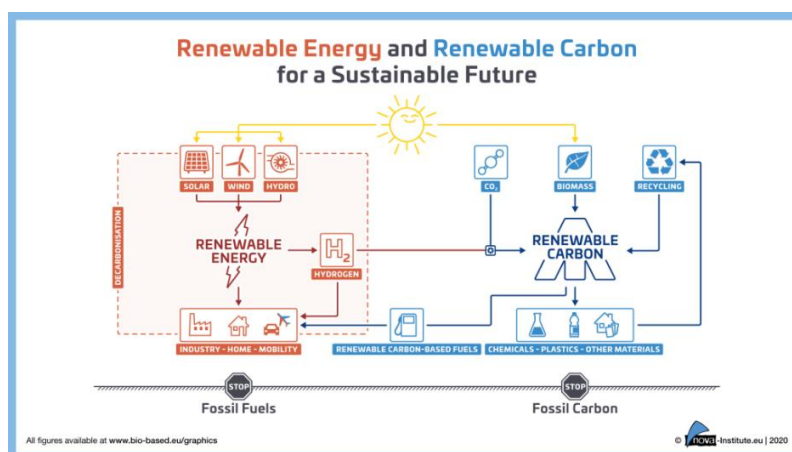 Renewable Energy and Renewable Carbon
for a Sustainable Future
SOLAR
WIND
HYDRO
CO₂
BIOMASS
RECYCLING
DECARBONISATION
RENEWABLE
ENERGY
H₂
HYDROGEN
RENEWABLE
CARBON
INDUSTRY – HOME – MOBILITY
RENEWABLE CARBON-BASED FUELS
CHEMICALS – PLASTICS – OTHER MATERIALS
STOP
Fossil Fuels
STOP
Fossil Carbon
All figures available at www.bio-based.eu/graphics
© nova-Institute.eu | 2020